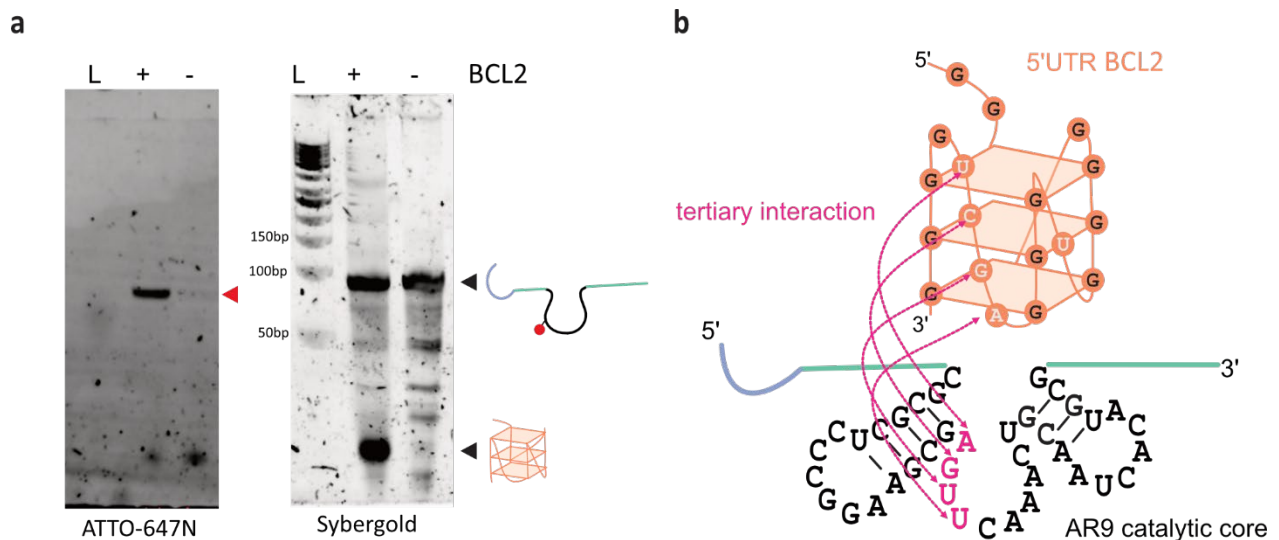 a
L + - L + - BCL2
150bp
100bp
50bp
ATTO-647N
Sybergold
b
5'
5'UTR BCL2
G
G
G G
U G
G
tertiary interaction
C G
G U
G G
G G
G
3' A G
5'
3'
C G
G C
C G U A
G G U C A C
C C A A C
C U G A A U
C A G C
C G U A
G A A U A
G U C A
AR9 catalytic core